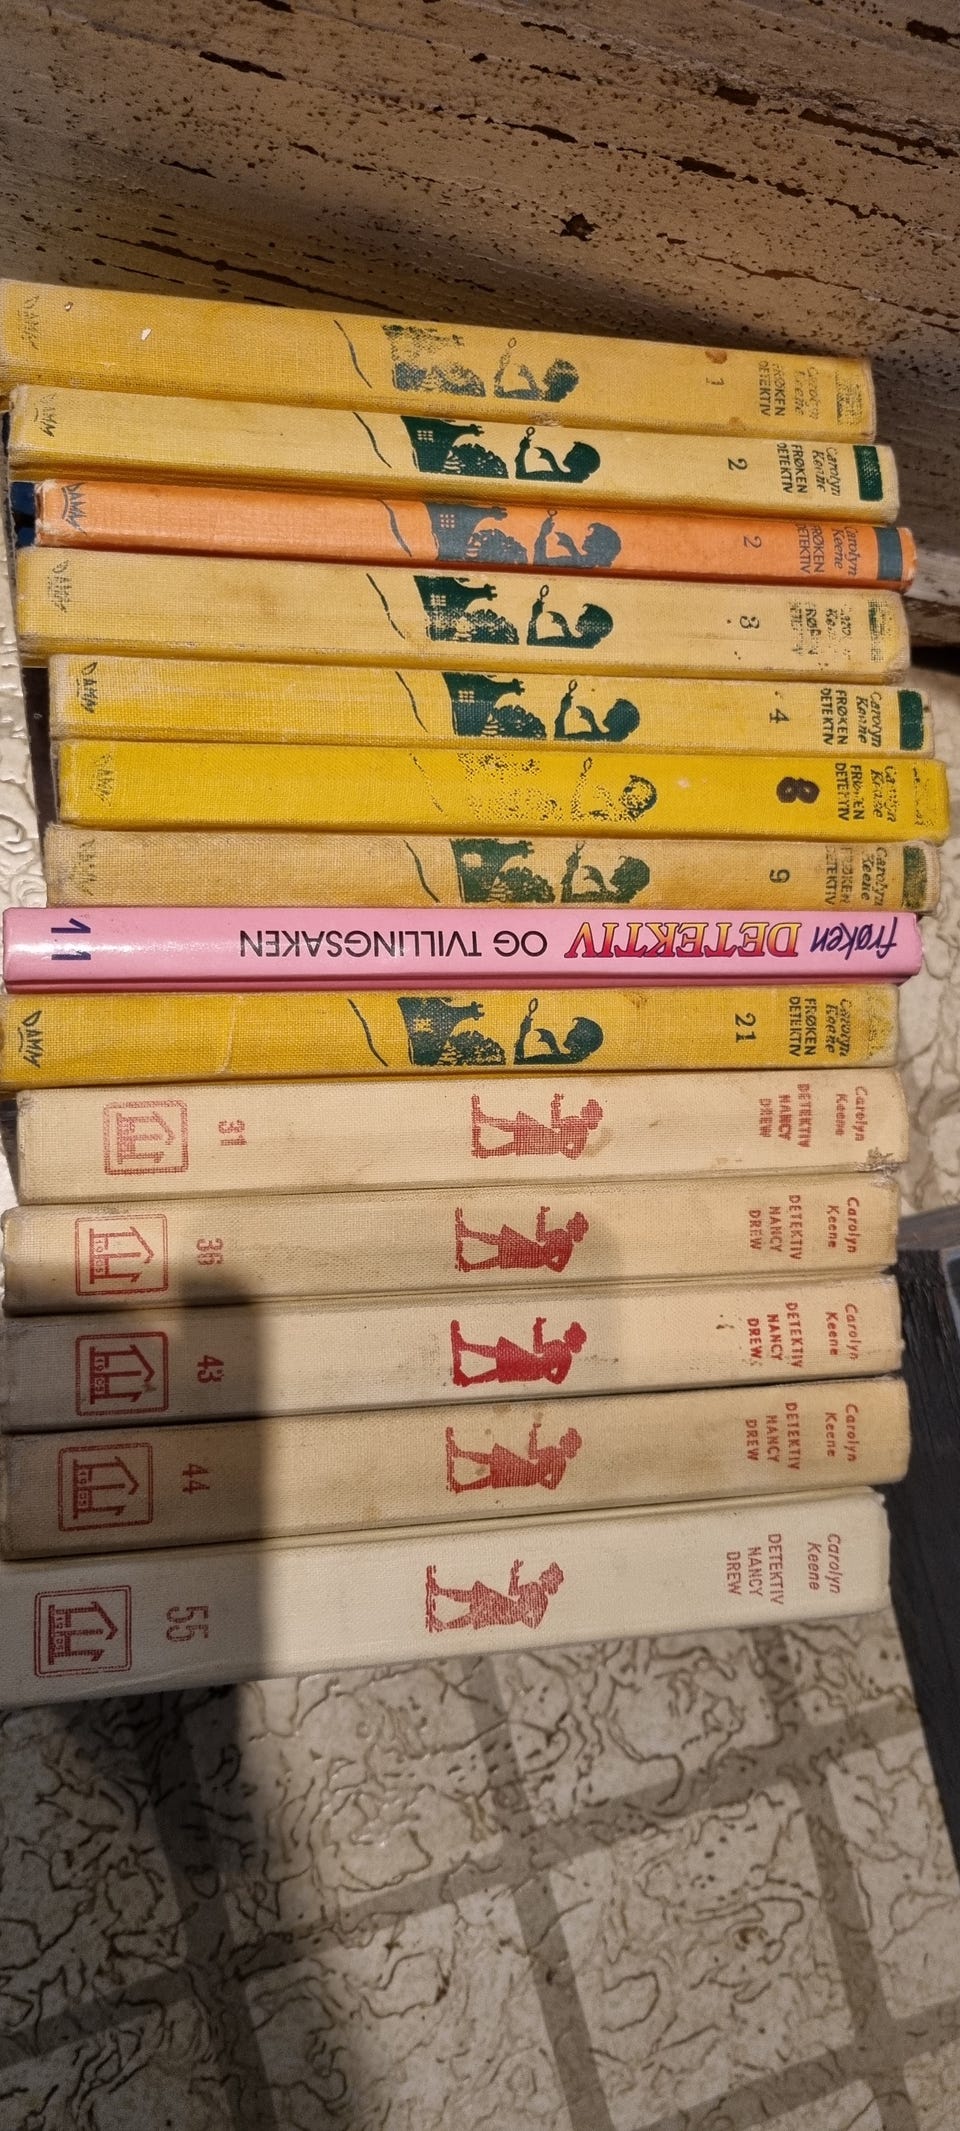 Carolyn
Keene
FRØKEN
DETEKTIV
1
DAMM
Carolyn
Keene
FRØKEN
DETEKTIV
2
DAMM
Carolyn
Keene
FRØKEN
DETEKTIV
2
DAMM
3
DAMM
Carolyn
Keene
FRØKEN
DETEKTIV
4
DAMM
Carolyn
Keene
FRØKEN
DETEKTIV
8
DAMM
Carolyn
Keene
FRØKEN
DETEKTIV
9
DAMM
frøken DETEKTIV OG TVILLINGSAKEN 11
Carolyn
Keene
FRØKEN
DETEKTIV
21
DAMM
Carolyn
Keene
DETEKTIV
NANCY
DREW
31
Carolyn
Keene
DETEKTIV
NANCY
DREW
36
1905
Carolyn
Keene
DETEKTIV
NANCY
DREW
43
1905
Carolyn
Keene
DETEKTIV
NANCY
DREW
44
1905
Carolyn
Keene
DETEKTIV
NANCY
DREW
55
1905